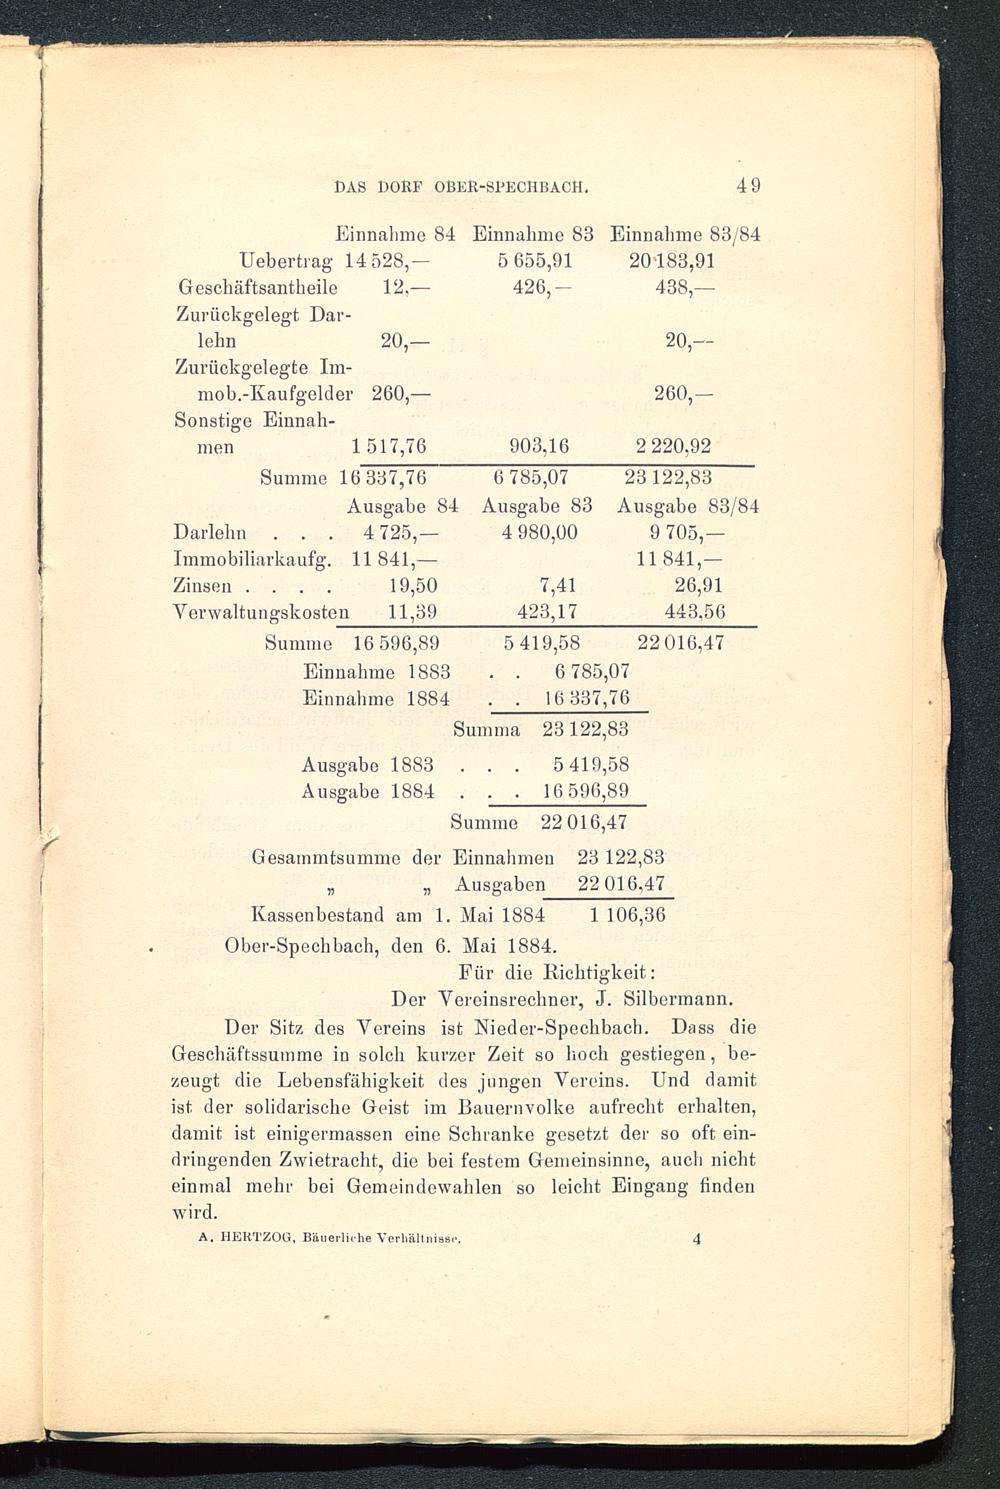 DAS DORF OBER-SPECHBACH. 49
Einnahme 84 Einnahme 83 Einnahme 83/84
Uebertrag 14 528,— 5 655,91 20 183,91
Geschäftsantheile 12,— 426,— 438,—
Zurückgelegt Dar-
lehn 20,— 20,—
Zurückgelegte Im-
mob.-Kaufgelder 260,— 260,—
Sonstige Einnah-
men 1 517,76 903,16 2 220,92
Summe 16 337,76 6 785,07 23 122,83
Ausgabe 84 Ausgabe 83 Ausgabe 83/84
Darlehn . . . 4 725,— 4 980,00 9 705,—
Immobiliarkaufg. 11 841,— 11 841,—
Zinsen . . . . 19,50 7,41 26,91
Verwaltungskosten 11,39 423,17 443,56
Summe 16 596,89 5 419,58 22 016,47
Einnahme 1883 . . 6 785,07
Einnahme 1884 . . 16 337,76
Summa 23 122,83
Ausgabe 1883 . . . 5 419,58
Ausgabe 1884 . . . 16 596,89
Summe 22 016,47
Gesammtsumme der Einnahmen 23 122,83
„ „ Ausgaben 22 016,47
Kassenbestand am 1. Mai 1884 1 106,36
Ober-Spechbach, den 6. Mai 1884.
Für die Richtigkeit:
Der Vereinsrechner, J. Silbermann.
Der Sitz des Vereins ist Nieder-Spechbach. Dass die
Geschäftssumme in solch kurzer Zeit so hoch gestiegen, be-
zeugt die Lebensfähigkeit des jungen Vereins. Und damit
ist der solidarische Geist im Bauernvolke aufrecht erhalten,
damit ist einigermassen eine Schranke gesetzt der so oft ein-
dringenden Zwietracht, die bei festem Gemeinsinne, auch nicht
einmal mehr bei Gemeindewahlen so leicht Eingang finden
wird.
A. HERTZOG, Bäuerliche Verhältnisse. 4